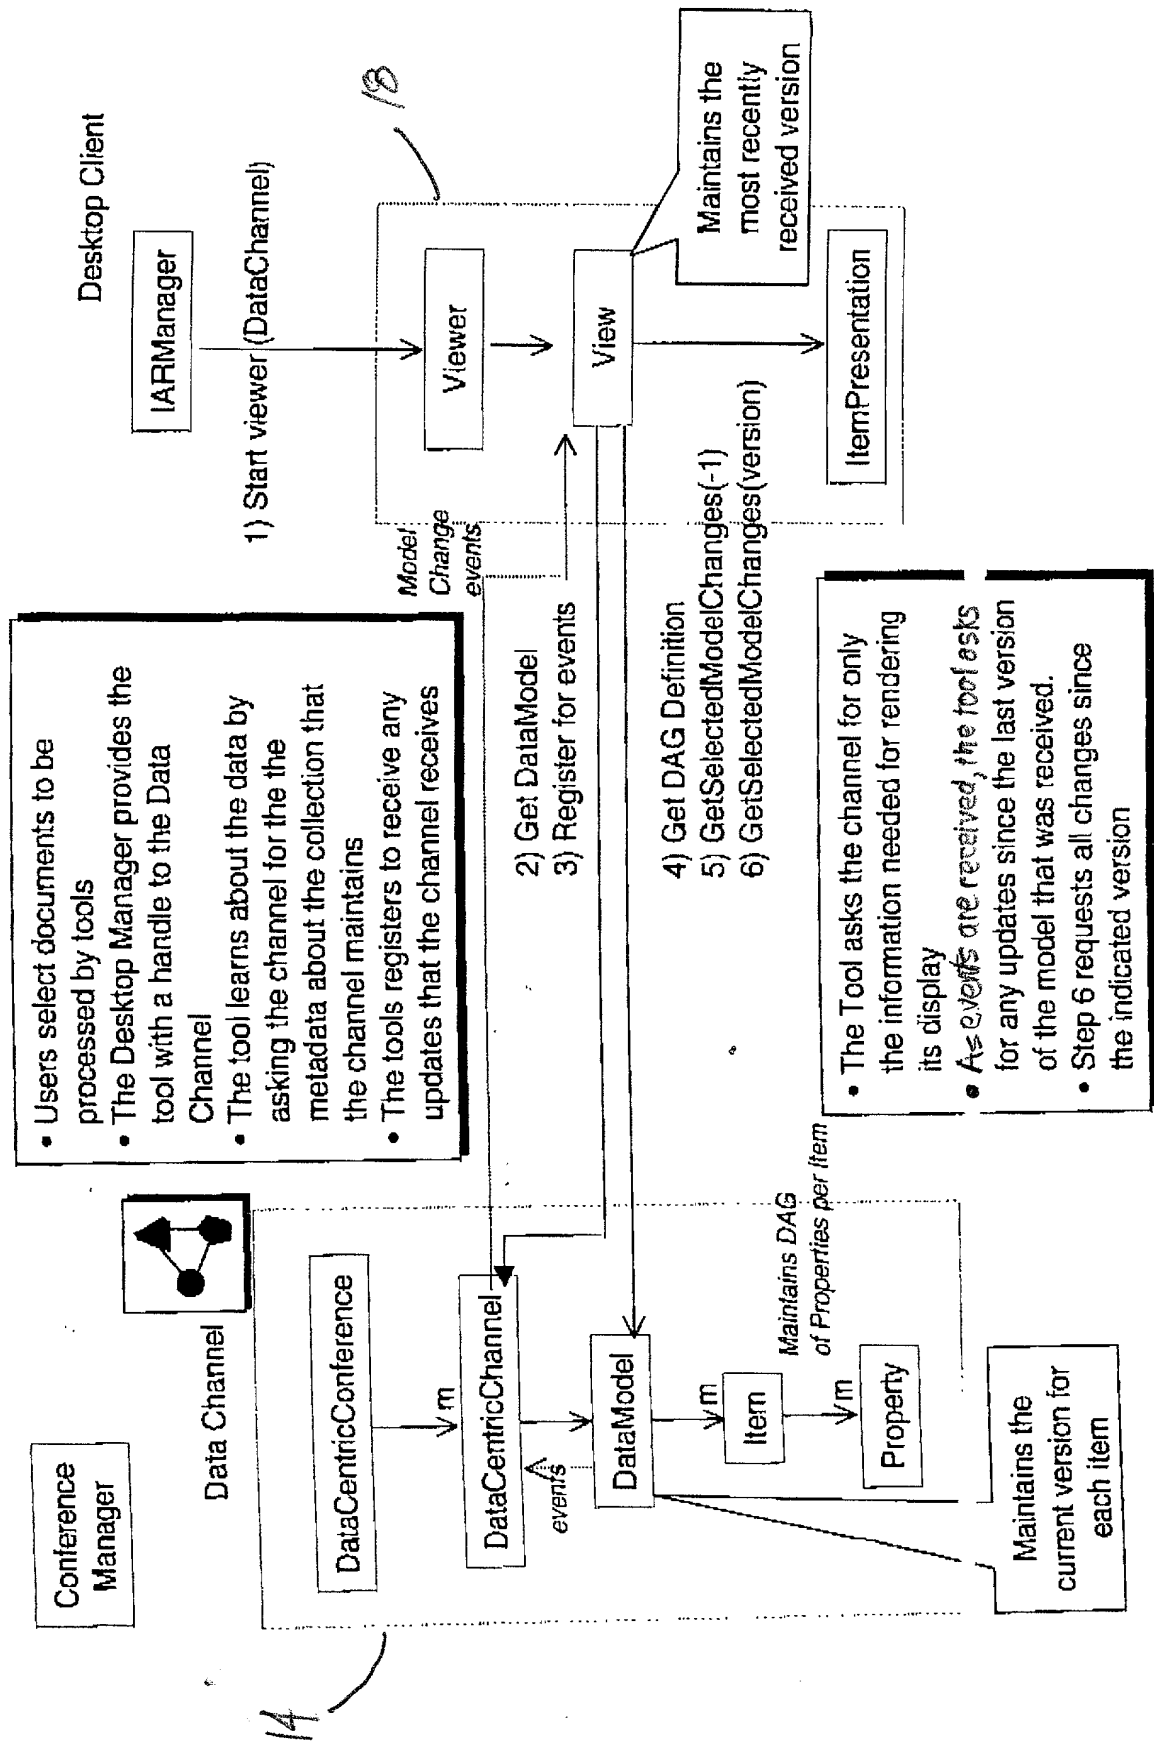 Conference
Manager
Data Channel
14
DataCentricConference
m
DataCentricChannel
events
DataModel
m
Item
m
Property
Maintains DAG
of Properties per Item
Maintains the
current version for
each item
• Users select documents to be
processed by tools
• The Desktop Manager provides the
tool with a handle to the Data
Channel
• The tool learns about the data by
asking the channel for the the
metadata about the collection that
the channel maintains
• The tools registers to receive any
updates that the channel receives
2) Get DataModel
3) Register for events
4) Get DAG Definition
5) GetSelectedModelChanges(-1)
6) GetSelectedModelChanges(version)
• The Tool asks the channel for only
the information needed for rendering
its display
• As events are received, the tool asks
for any updates since the last version
of the model that was received.
• Step 6 requests all changes since
the indicated version
Desktop Client
IARManager
1) Start viewer (DataChannel)
18
Model
Change
events
Viewer
View
Maintains the
most recently
received version
ItemPresentation